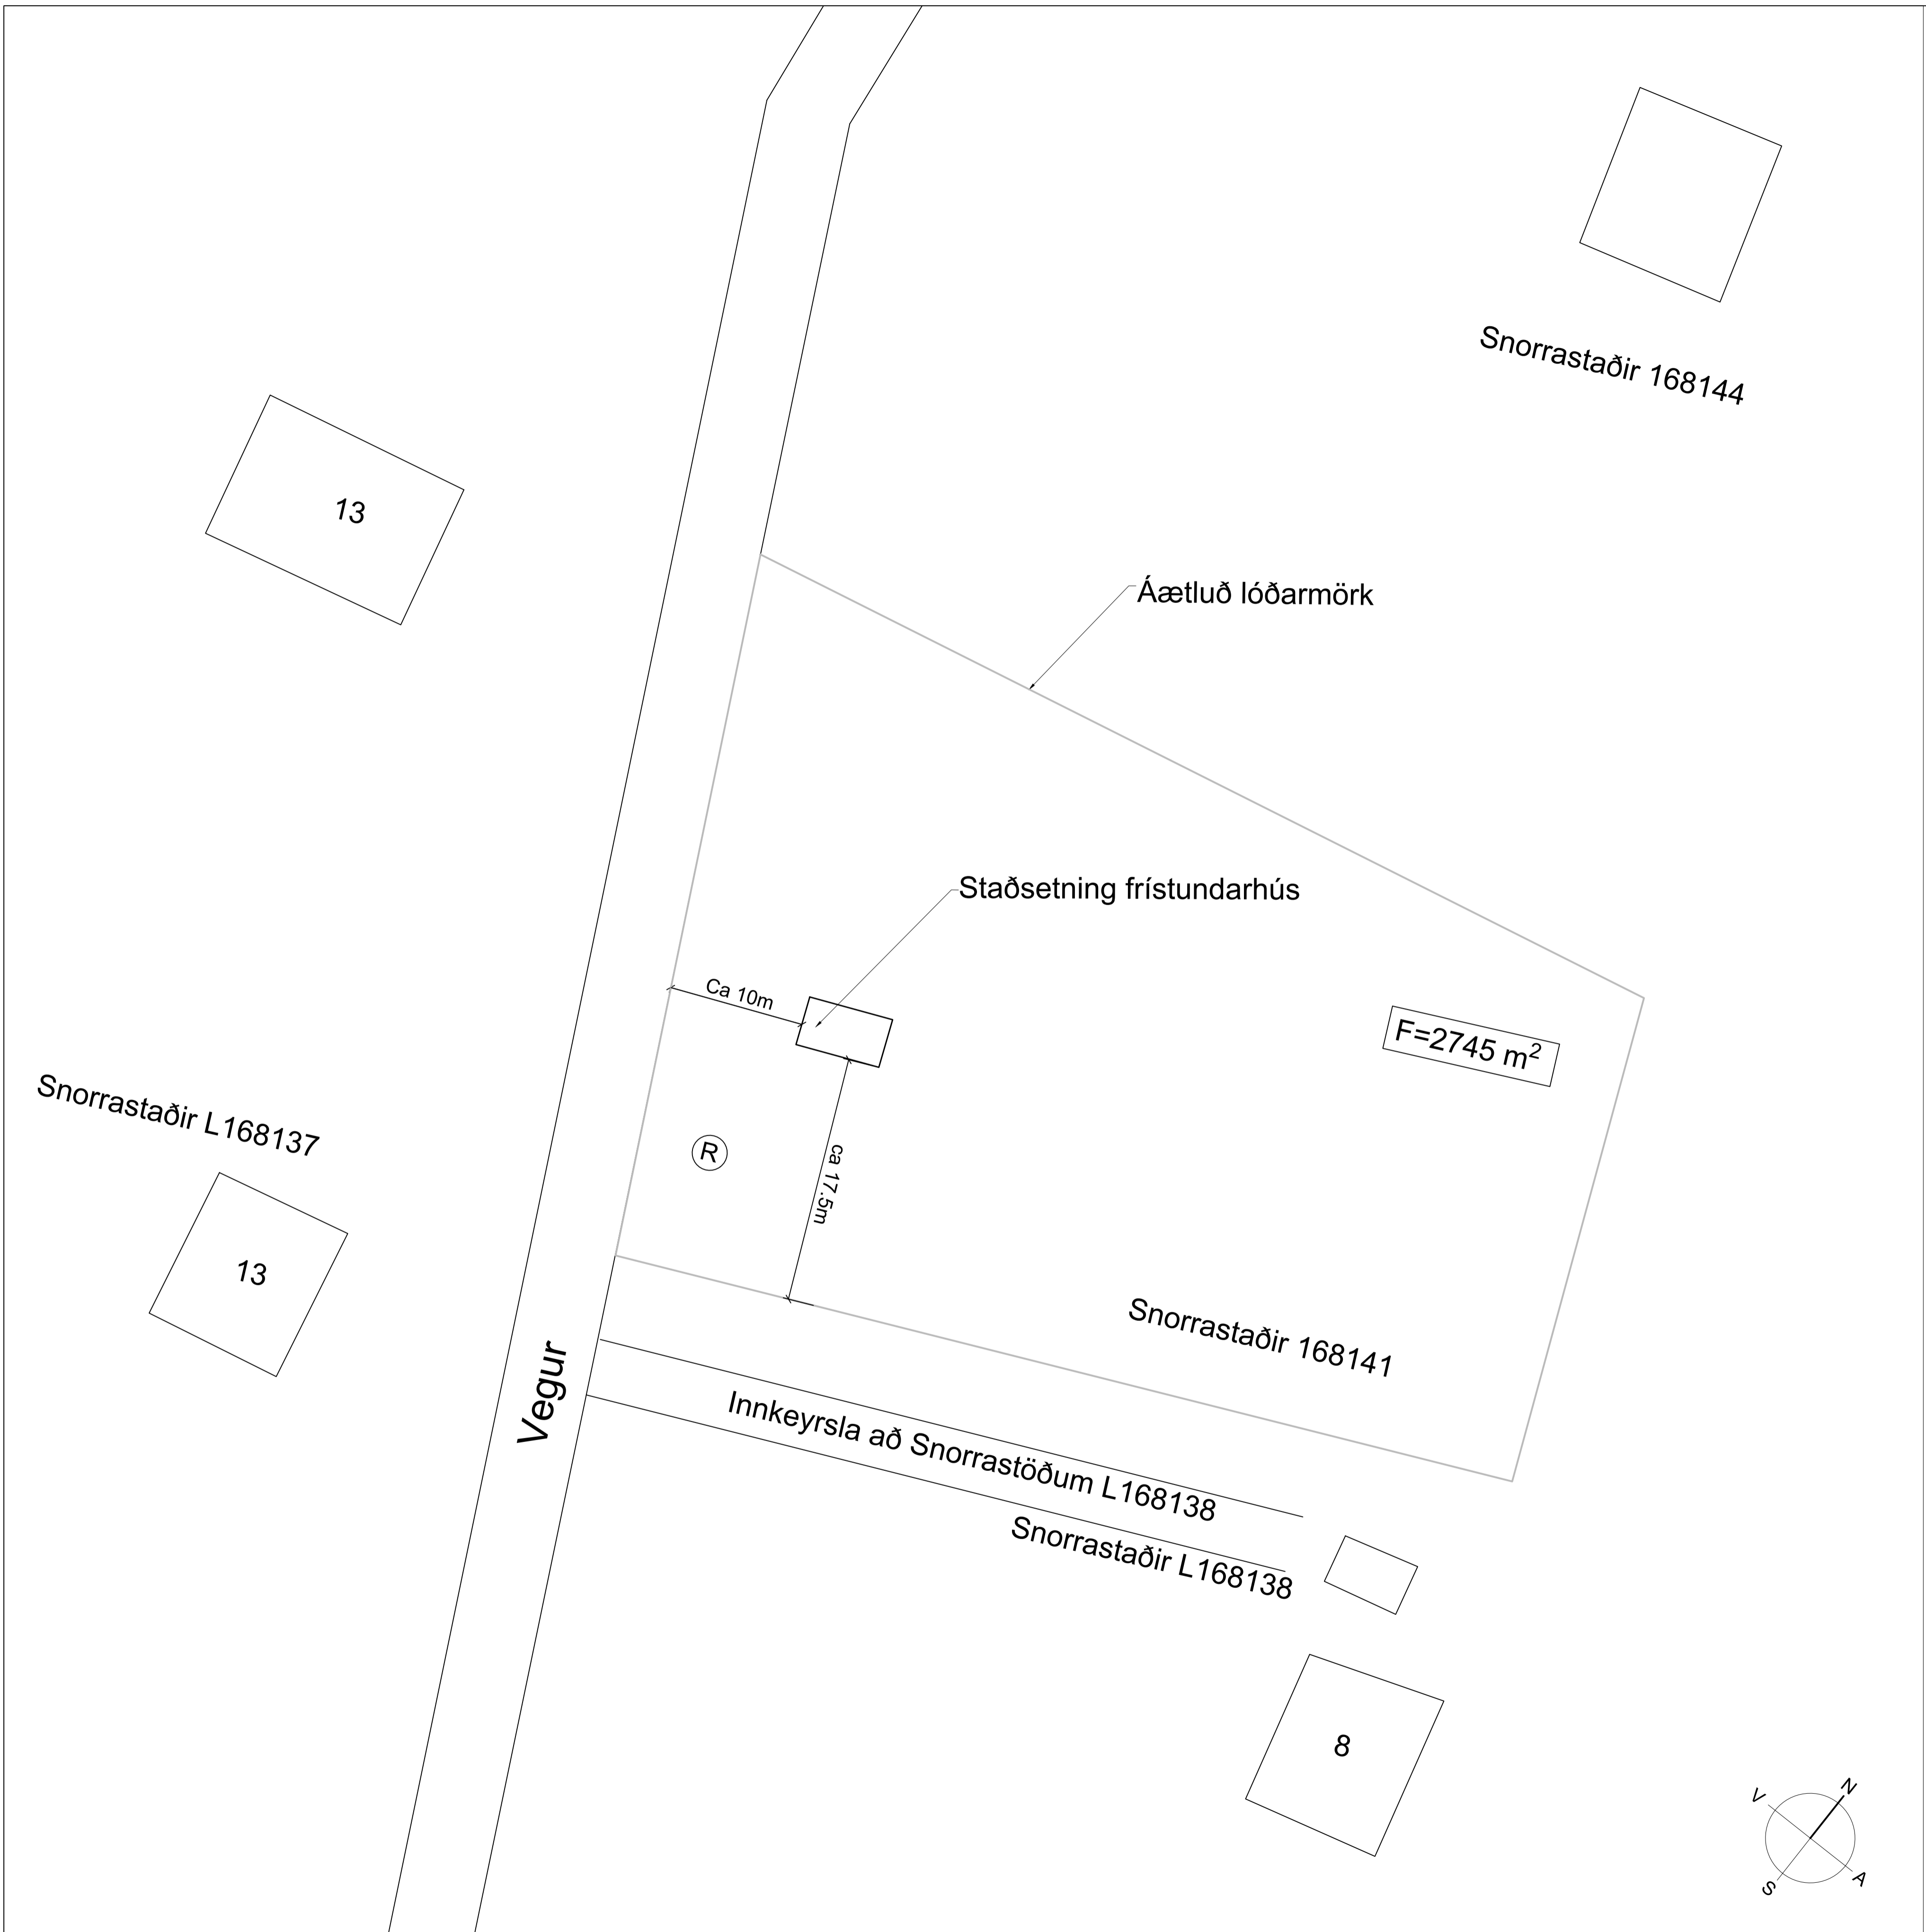 Snorrastaðir 168144
13
Áætluð lóðarmörk
Staðsetning frístundarhús
Ca 10m
F=2745 m²
Snorrastaðir L168137
R
ca 17.5m
13
Snorrastaðir 168141
Vegur
Innkeyrsla að Snorrastöðum L168138
Snorrastaðir L168138
8
N
V
A
S